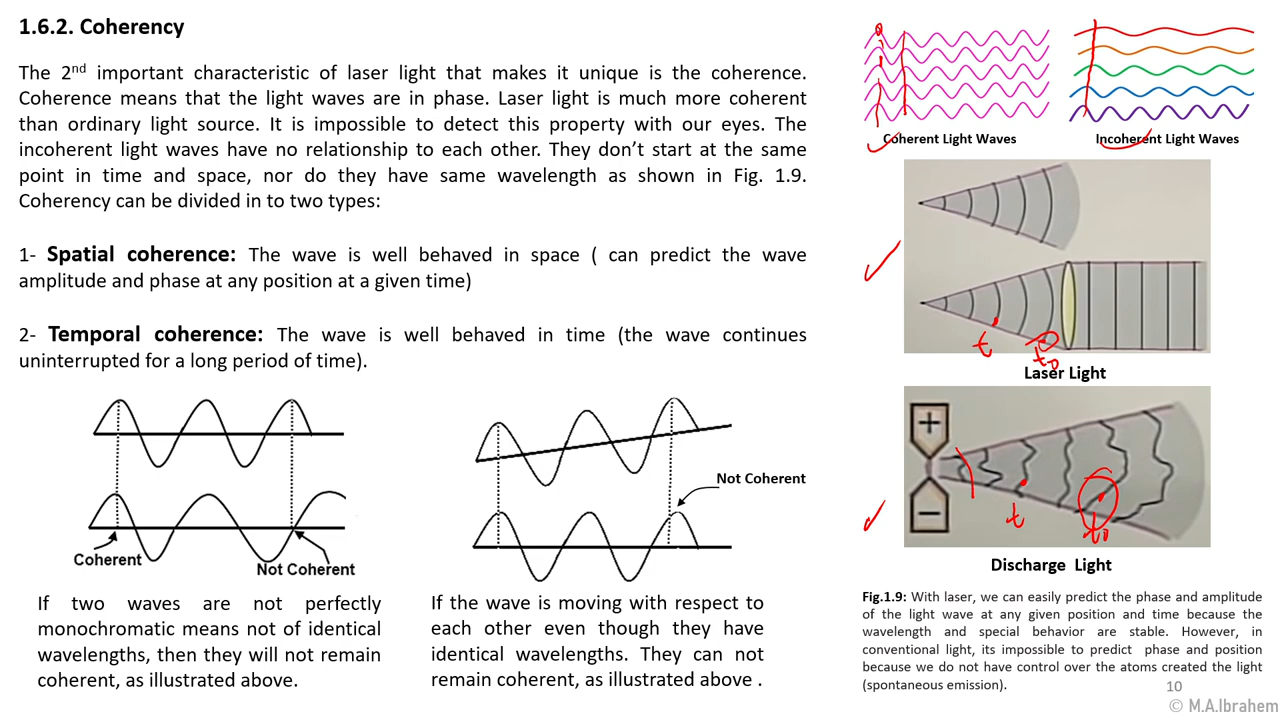 1.6.2. Coherency
The 2nd important characteristic of laser light that makes it unique is the coherence.
Coherence means that the light waves are in phase. Laser light is much more coherent
than ordinary light source. It is impossible to detect this property with our eyes. The
incoherent light waves have no relationship to each other. They don't start at the same
point in time and space, nor do they have same wavelength as shown in Fig. 1.9.
Coherency can be divided in to two types:
1- Spatial coherence: The wave is well behaved in space ( can predict the wave
amplitude and phase at any position at a given time)
2- Temporal coherence: The wave is well behaved in time (the wave continues
uninterrupted for a long period of time).
Coherent
Not Coherent
If two waves are not perfectly
monochromatic means not of identical
wavelengths, then they will not remain
coherent, as illustrated above.
Not Coherent
If the wave is moving with respect to
each other even though they have
identical wavelengths. They can not
remain coherent, as illustrated above .
Coherent Light Waves
Incoherent Light Waves
t
t₀
Laser Light
+
−
t
t₀
Discharge Light
Fig.1.9: With laser, we can easily predict the phase and amplitude
of the light wave at any given position and time because the
wavelength and special behavior are stable. However, in
conventional light, its impossible to predict phase and position
because we do not have control over the atoms created the light
(spontaneous emission).
10
© M.A.Ibrahem